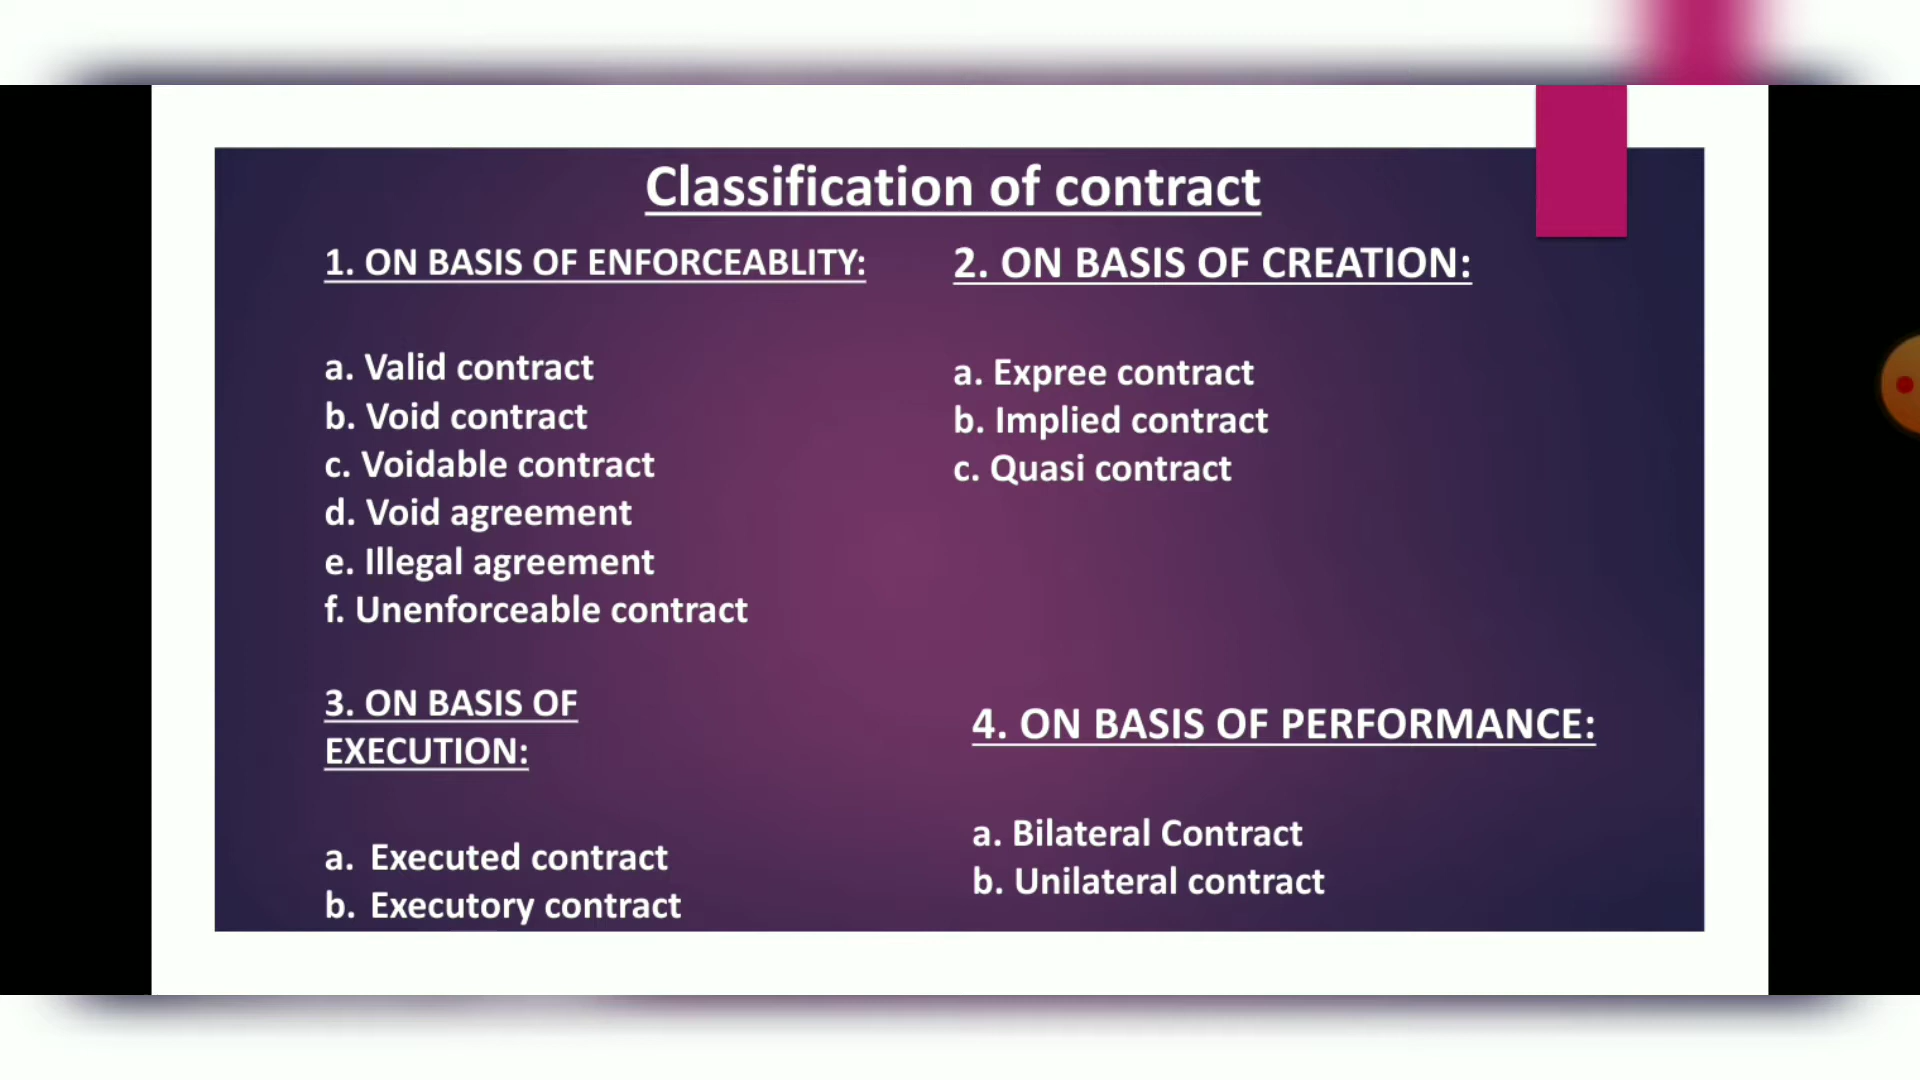 Classification of contract
1. ON BASIS OF ENFORCEABLITY:
a. Valid contract
b. Void contract
c. Voidable contract
d. Void agreement
e. Illegal agreement
f. Unenforceable contract
2. ON BASIS OF CREATION:
a. Expree contract
b. Implied contract
c. Quasi contract
3. ON BASIS OF
EXECUTION:
a. Executed contract
b. Executory contract
4. ON BASIS OF PERFORMANCE:
a. Bilateral Contract
b. Unilateral contract